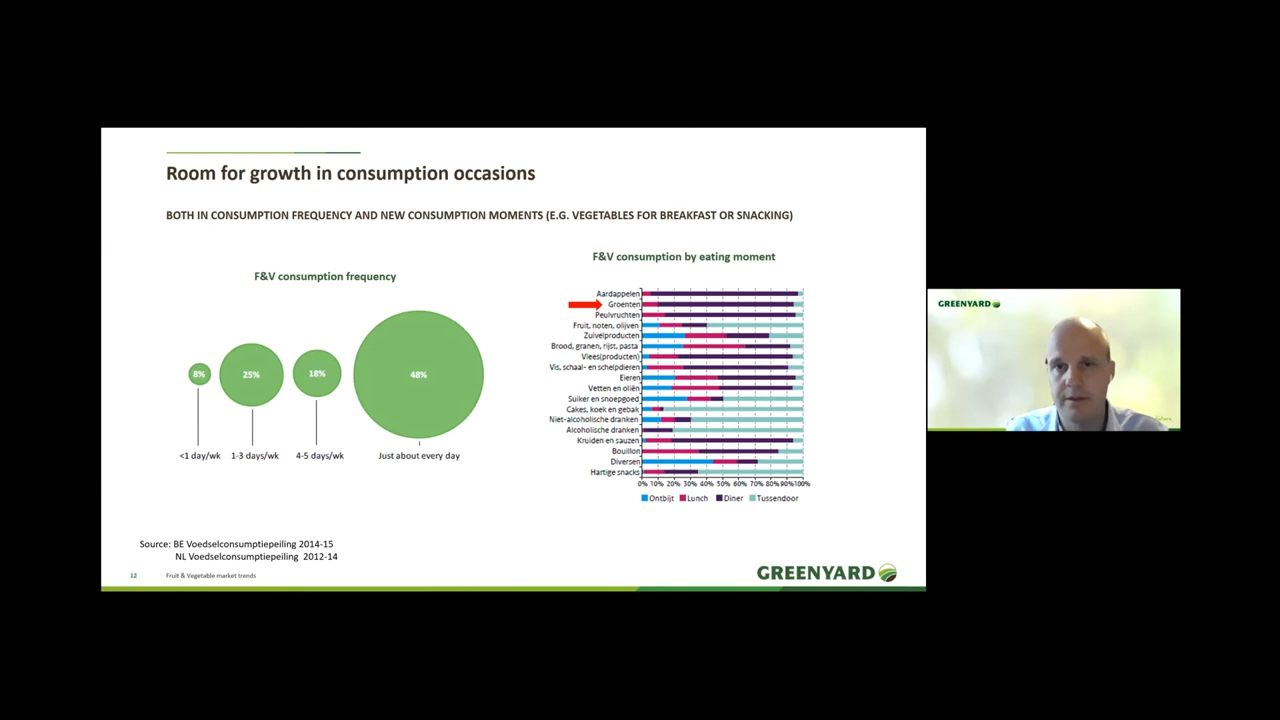 Room for growth in consumption occasions
BOTH IN CONSUMPTION FREQUENCY AND NEW CONSUMPTION MOMENTS (E.G. VEGETABLES FOR BREAKFAST OR SNACKING)
F&V consumption frequency
8%
25%
18%
48%
<1 day/wk
1-3 days/wk
4-5 days/wk
Just about every day
F&V consumption by eating moment
Aardappelen
Groenten
Peulvruchten
Fruit, noten, olijven
Zuivelproducten
Brood, granen, rijst, pasta
Vlees(producten)
Vis, schaal- en schelpdieren
Eieren
Vetten en oliën
Suiker en snoepgoed
Cakes, koek en gebak
Niet-alcoholische dranken
Alcoholische dranken
Kruiden en sauzen
Bouillon
Diversen
Hartige snacks
0% 10% 20% 30% 40% 50% 60% 70% 80% 90% 100%
Ontbijt Lunch Diner Tussendoor
Source: BE Voedselconsumptiepeiling 2014-15
NL Voedselconsumptiepeiling 2012-14
12 Fruit & Vegetable market trends
GREENYARD
GREENYARD